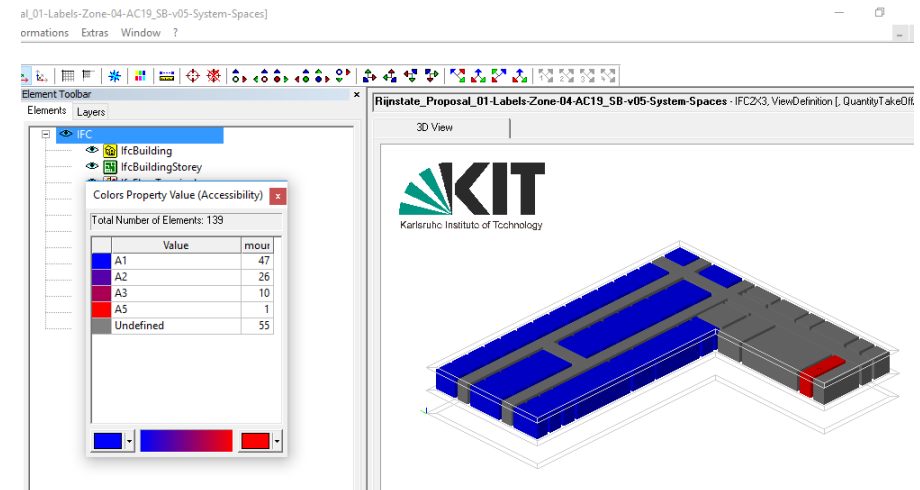 al_01-Labels-Zone-04-AC19_SB-v05-System-Spaces]
ormations Extras Window ?
Element Toolbar
Elements Layers
IFC
IfcBuilding
IfcBuildingStorey
Colors Property Value (Accessibility)
Total Number of Elements: 139
Value mour
A1 47
A2 26
A3 10
A5 1
Undefined 55
Rijnstate_Proposal_01-Labels-Zone-04-AC19_SB-v05-System-Spaces - IFC2X3, ViewDefinition [, QuantityTakeOff
3D View
KIT
Karlsruhe Institute of Technology